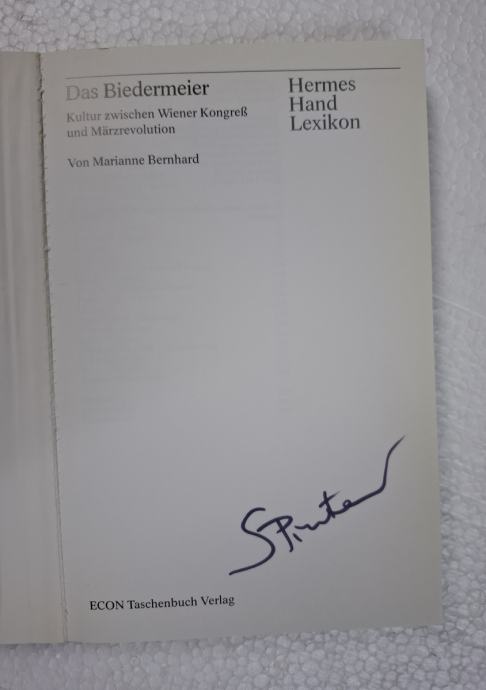 Das Biedermeier
Kultur zwischen Wiener Kongreß
und Märzrevolution
Von Marianne Bernhard
Hermes
Hand
Lexikon
ECON Taschenbuch Verlag